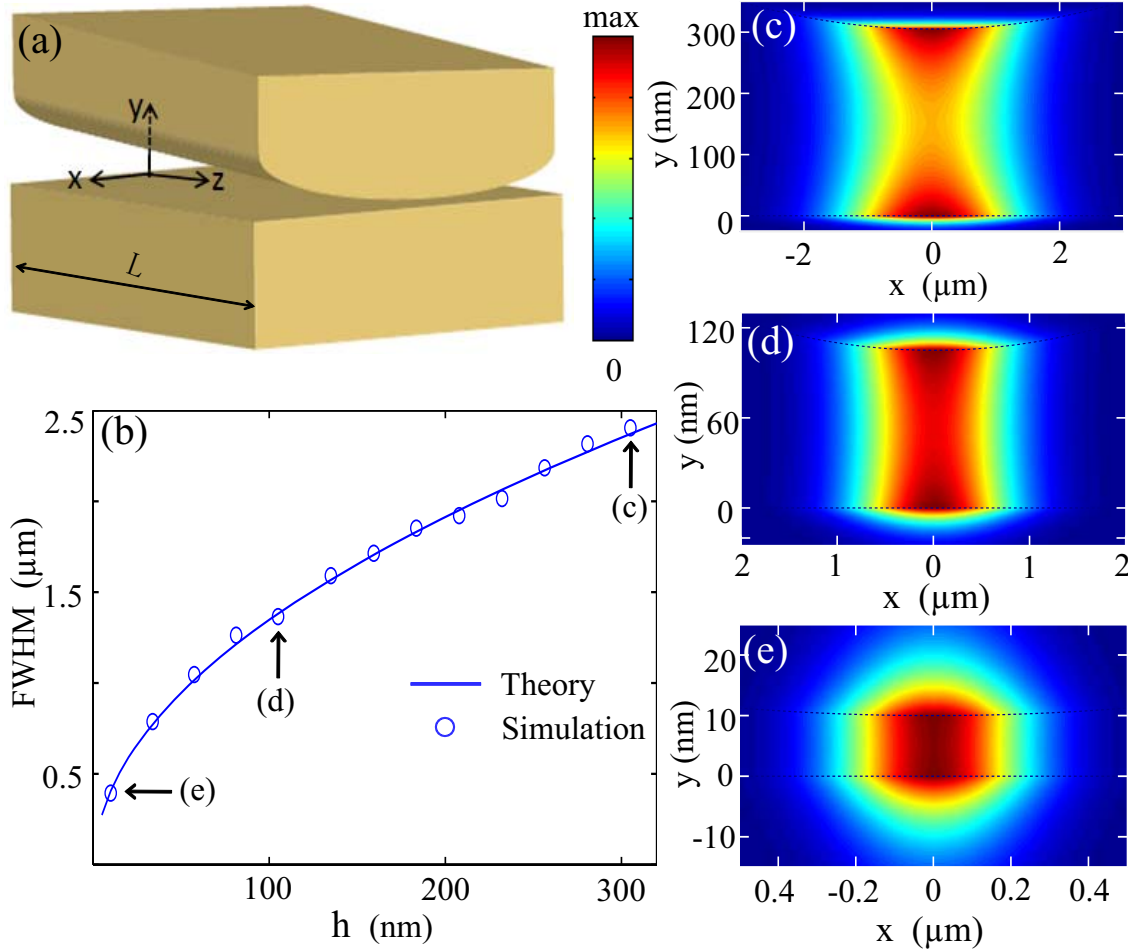 (a)
y
x
z
L
max
0
(b)
FWHM (μm)
2.5
1.5
0.5
100
200
300
h (nm)
(c)
(d)
(e)
Theory
Simulation
(c)
y (nm)
300
200
100
0
-2
0
2
x (μm)
(d)
y (nm)
120
60
0
2
1
0
1
2
x (μm)
(e)
y (nm)
20
10
0
-10
0.4
-0.2
0
0.2
0.4
x (μm)